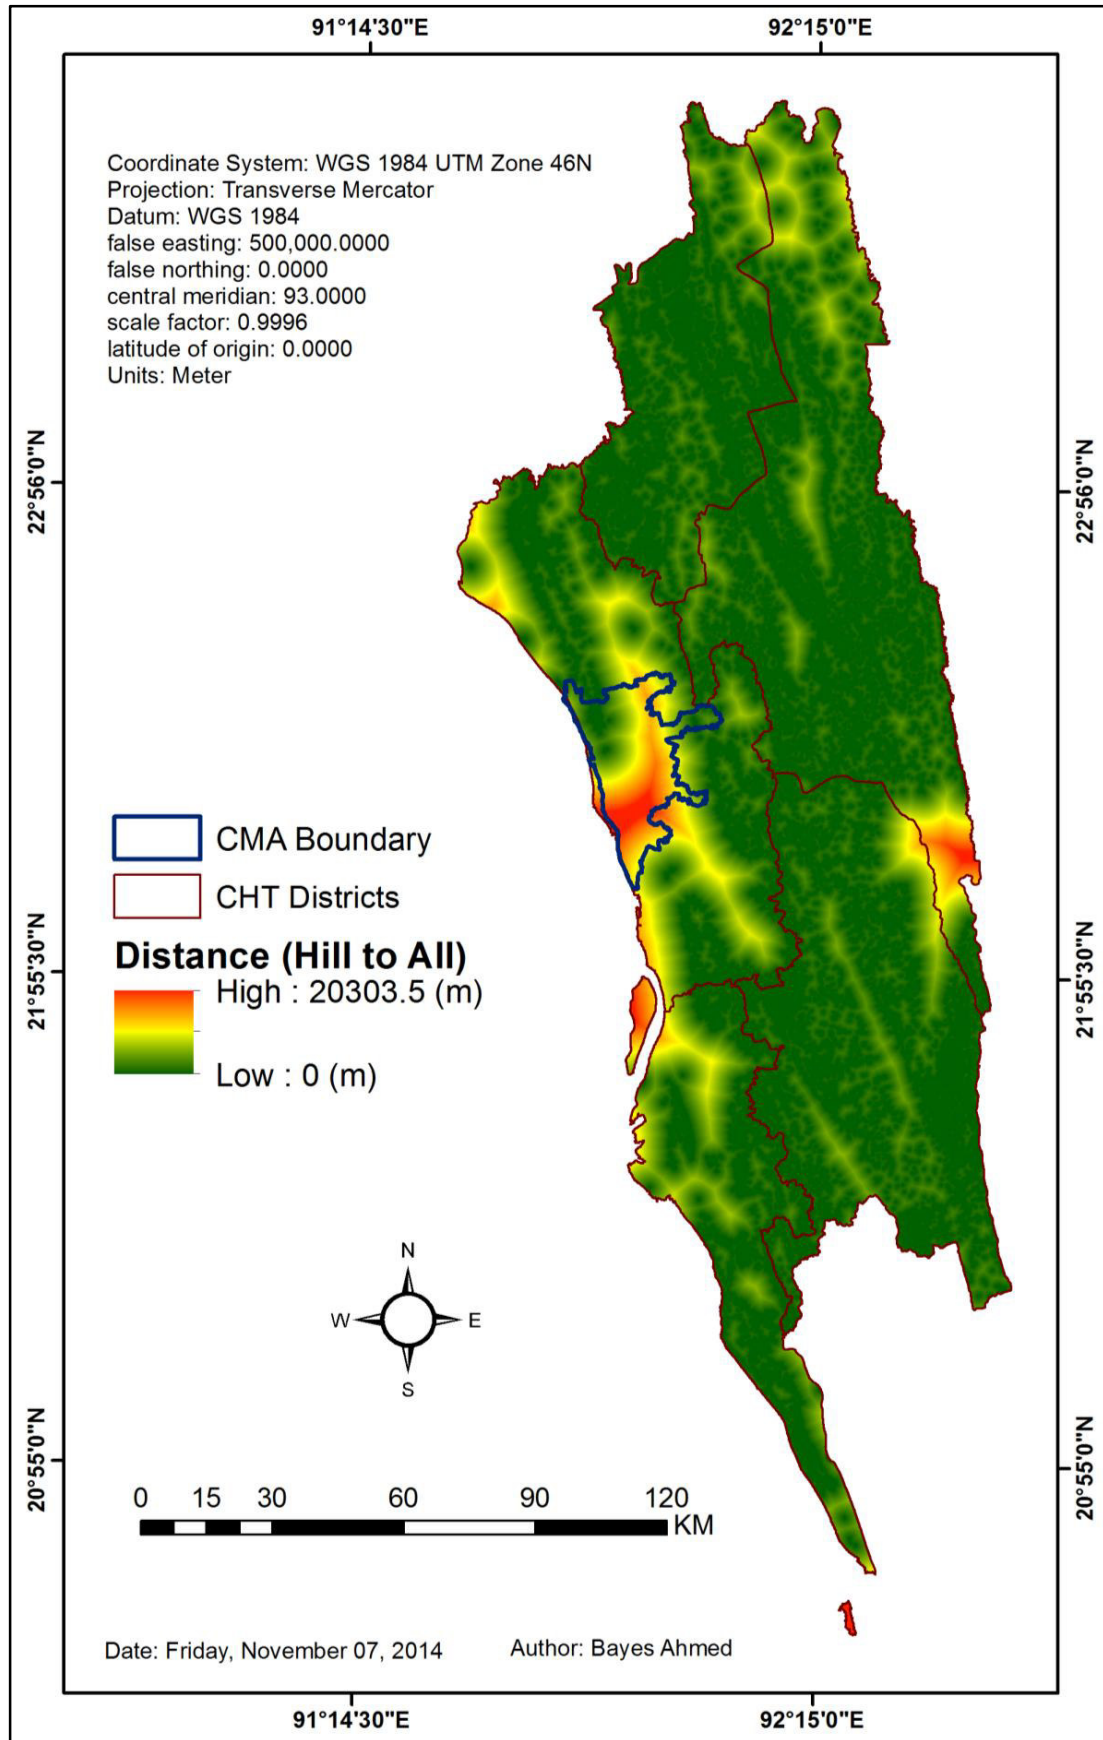 91°14'30"E
92°15'0"E
Coordinate System: WGS 1984 UTM Zone 46N
Projection: Transverse Mercator
Datum: WGS 1984
false easting: 500,000.0000
false northing: 0.0000
central meridian: 93.0000
scale factor: 0.9996
latitude of origin: 0.0000
Units: Meter
22°56'0"N
22°56'0"N
CMA Boundary
CHT Districts
Distance (Hill to All)
High : 20303.5 (m)
Low : 0 (m)
21°55'30"N
21°55'30"N
N
W
E
S
20°55'0"N
20°55'0"N
0 15 30 60 90 120
KM
Date: Friday, November 07, 2014
Author: Bayes Ahmed
91°14'30"E
92°15'0"E